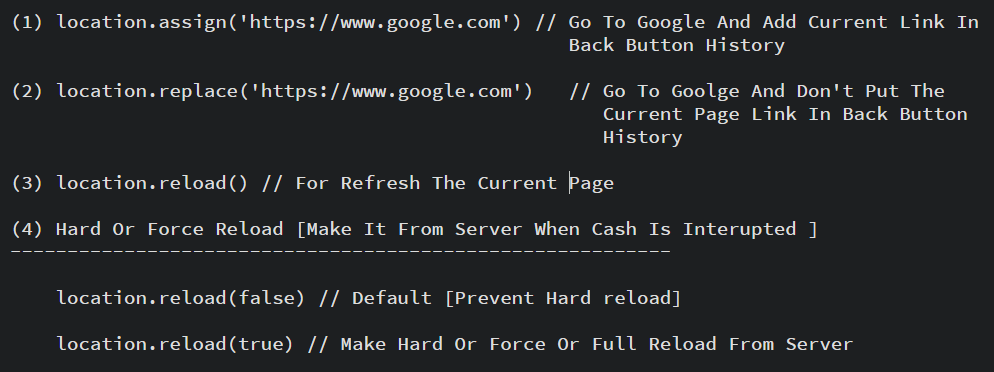 (1) location.assign('https://www.google.com') // Go To Google And Add Current Link In
Back Button History
(2) location.replace('https://www.google.com') // Go To Goolge And Don't Put The
Current Page Link In Back Button
History
(3) location.reload() // For Refresh The Current Page
(4) Hard Or Force Reload [Make It From Server When Cash Is Interupted ]
-----------------------------------------------------------
location.reload(false) // Default [Prevent Hard reload]
location.reload(true) // Make Hard Or Force Or Full Reload From Server